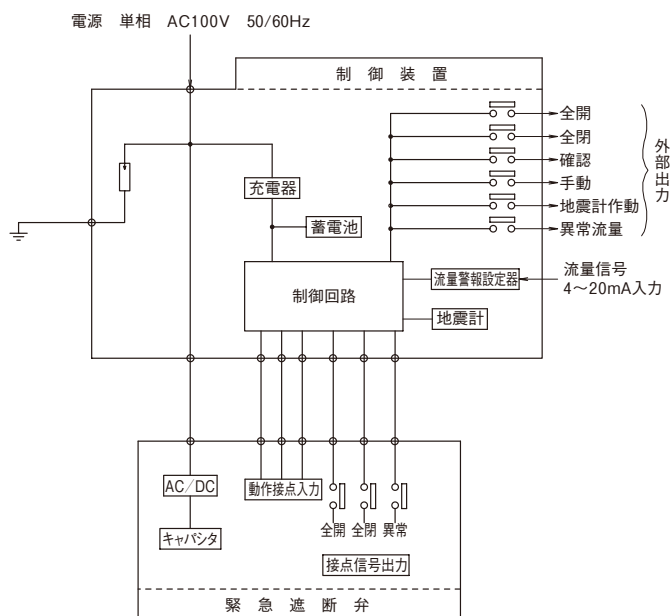 電源 単相 AC100V 50/60Hz
制御装置
全開
全閉
確認
手動
地震計作動
異常流量
外部出力
充電器
蓄電池
制御回路
流量警報設定器
流量信号
4～20mA入力
地震計
AC/DC
動作接点入力
キャパシタ
全開 全閉 異常
接点信号出力
緊急遮断弁